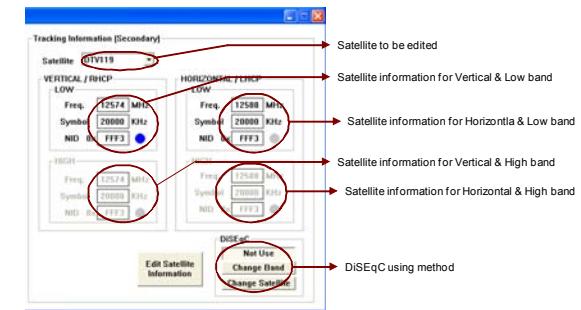 Tracking Information (Secondary)
Satellite DTV119
Satellite to be edited
VERTICAL / RHCP
HORIZONTAL / LHCP
LOW
Freq. 12574 MHz
Symbol 20000 KHz
NID 0x FFF3
LOW
Freq. 12588 MHz
Symbol 20000 KHz
NID 0x FFF3
Satellite information for Vertical & Low band
Satellite information for Horizontla & Low band
HIGH
Freq. 12574 MHz
Symbol 20000 KHz
NID 0x FFF3
HIGH
Freq. 12588 MHz
Symbol 20000 KHz
NID 0x FFF3
Satellite information for Vertical & High band
Satellite information for Horizontal & High band
Edit Satellite
Information
DiSEqC
Not Use
Change Band
Change Satellite
DiSEqC using method